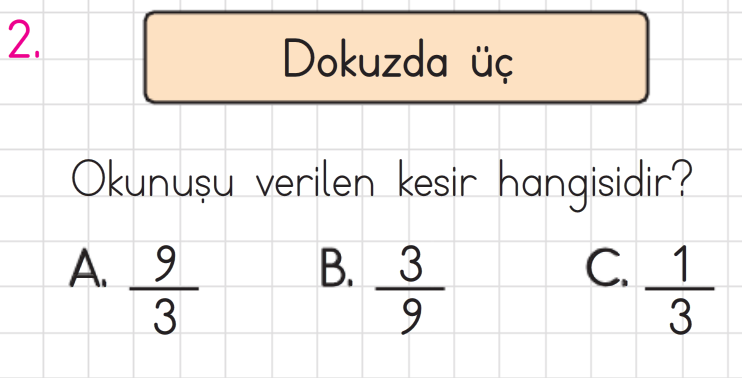 2.
Dokuzda üç
Okunuşu verilen kesir hangisidir?
A. 9/3 B. 3/9 C. 1/3